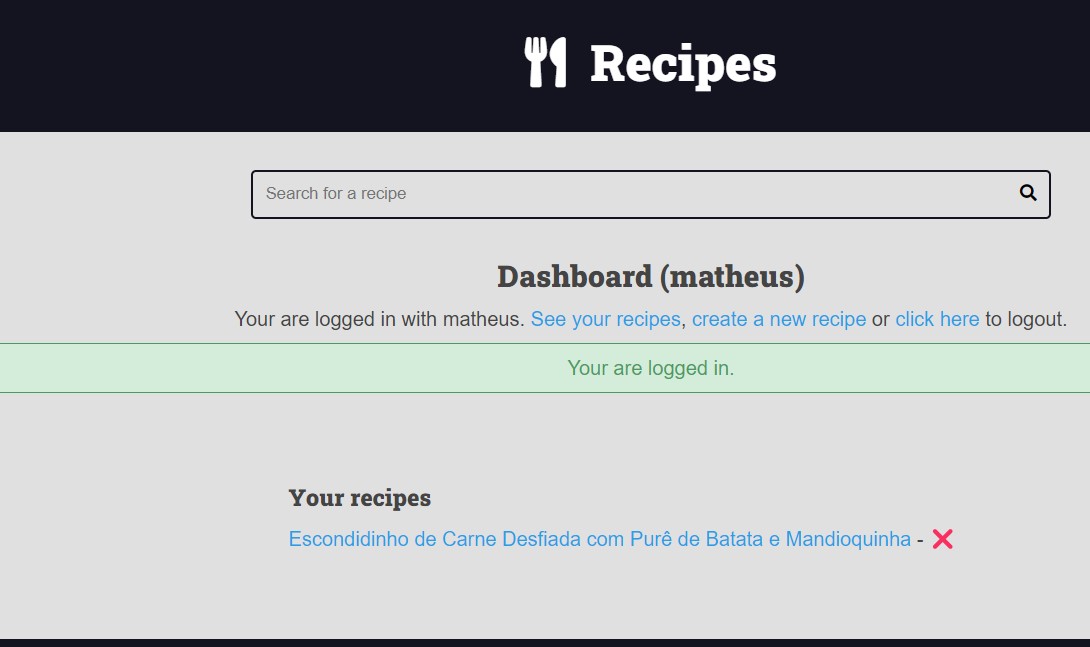 Recipes
Search for a recipe
Dashboard (matheus)
Your are logged in with matheus. See your recipes, create a new recipe or click here to logout.
Your are logged in.
Your recipes
Escondidinho de Carne Desfiada com Purê de Batata e Mandioquinha - ❌